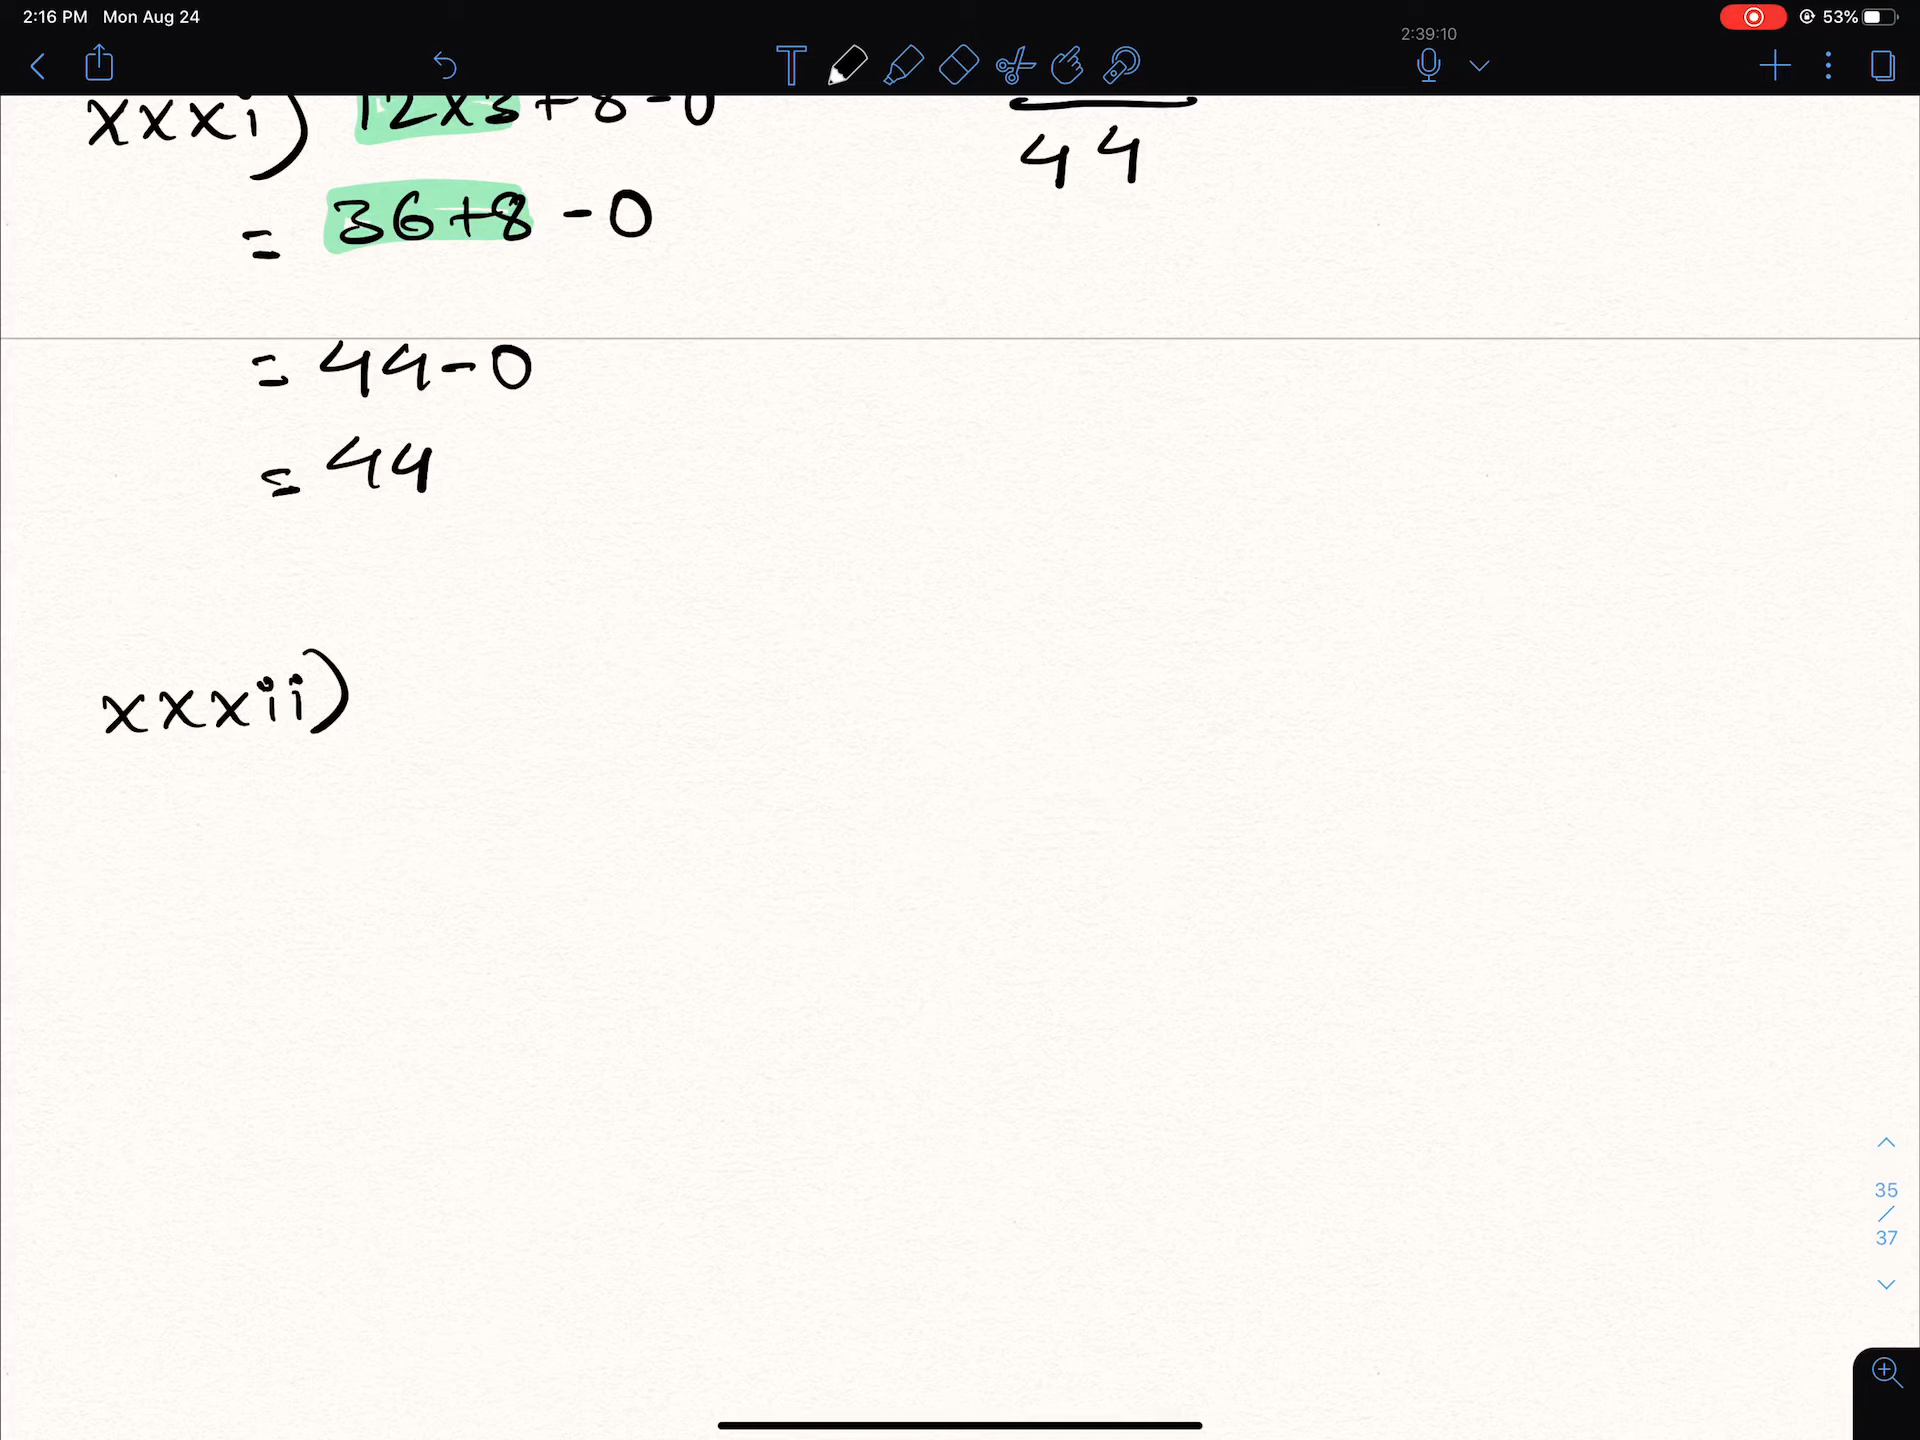 2:16 PM Mon Aug 24
53%
2:39:10
T
xxxi) 12x3+8-0
44
= 36+8-0
= 44-0
= 44
xxxii)
35
/
37